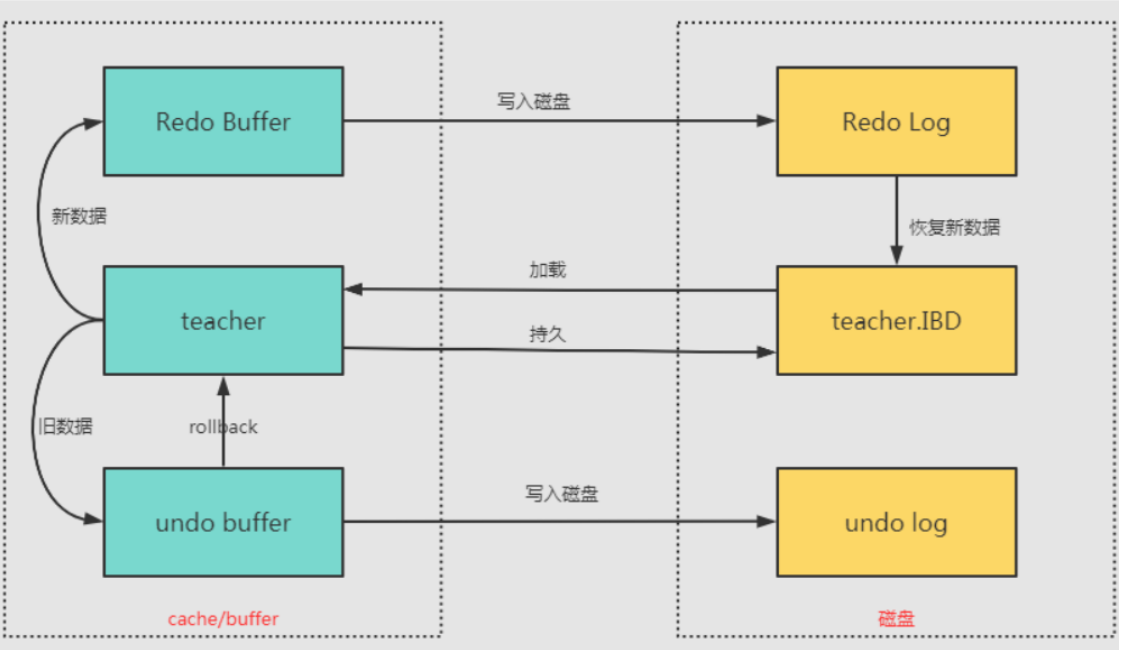 Redo Buffer
写入磁盘
Redo Log
新数据
恢复新数据
加载
teacher
teacher.IBD
持久
旧数据
rollback
写入磁盘
undo buffer
undo log
cache/buffer
磁盘